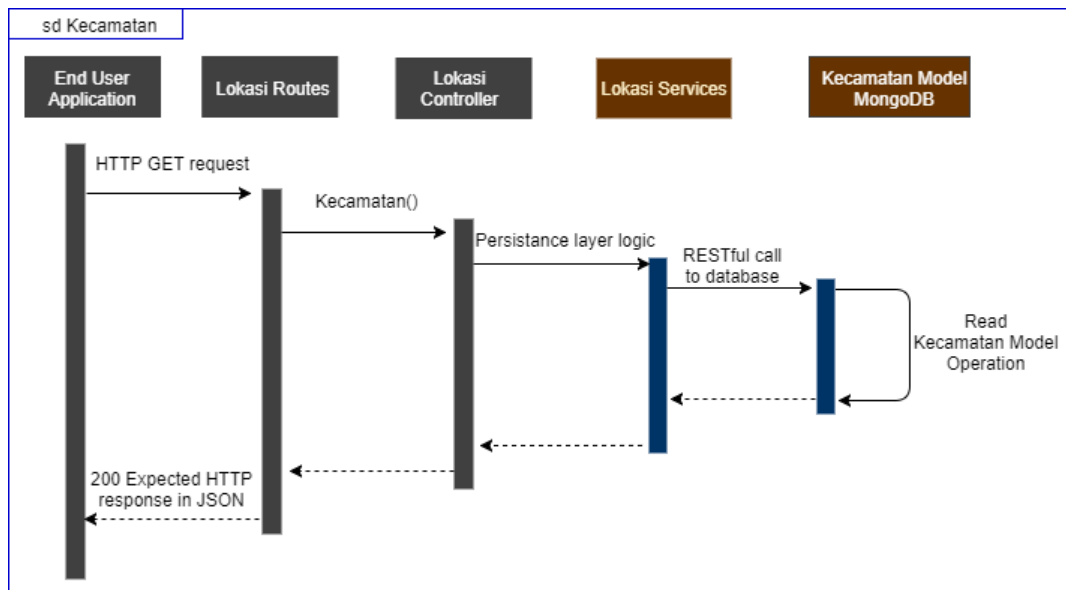 sd Kecamatan
End User
Application
Lokasi Routes
Lokasi
Controller
Lokasi Services
Kecamatan Model
MongoDB
HTTP GET request
Kecamatan()
Persistance layer logic
RESTful call
to database
Read
Kecamatan Model
Operation
200 Expected HTTP
response in JSON